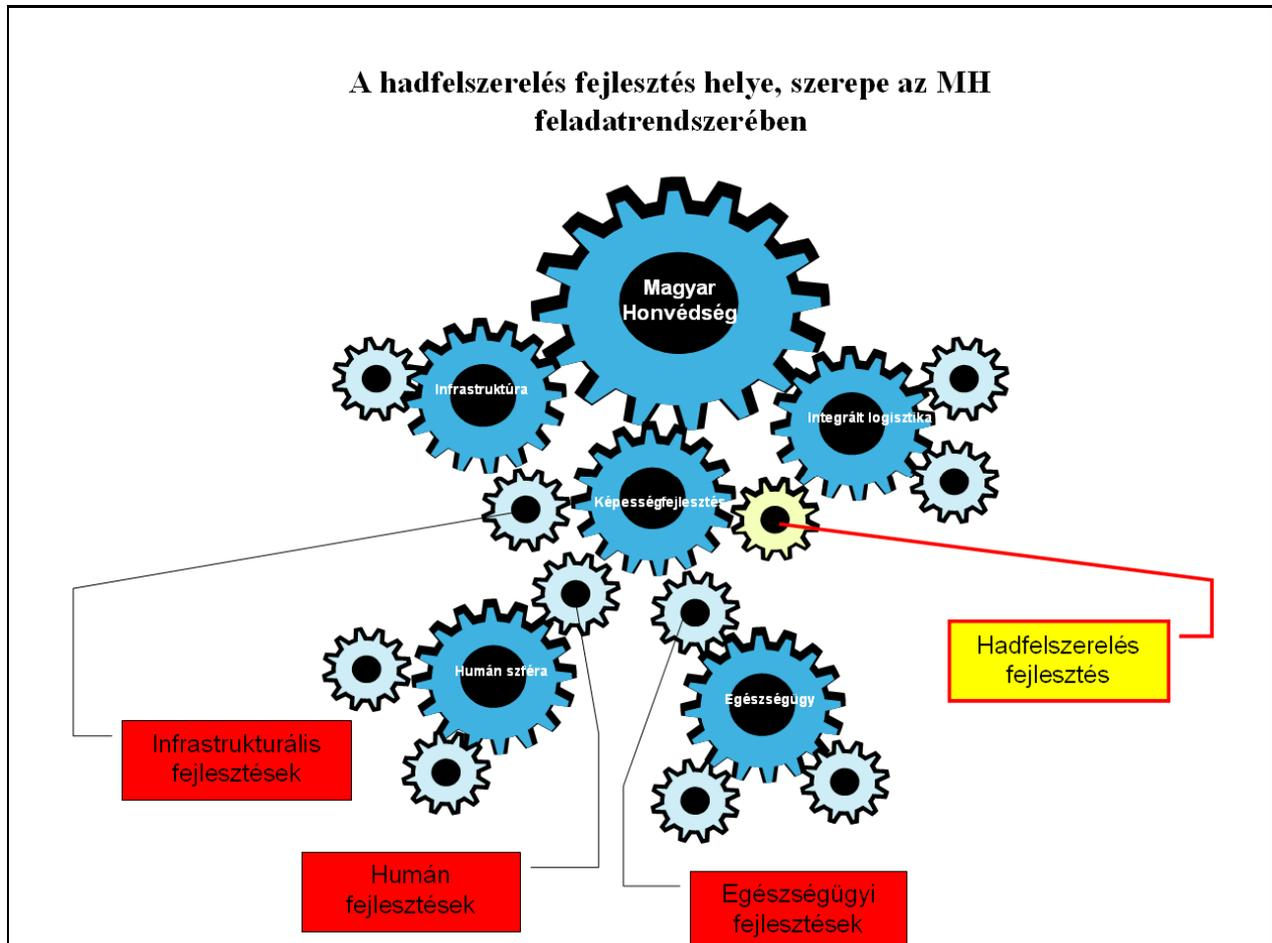 A hadfelszerelés fejlesztés helye, szerepe az MH
feladatrendszerében
Magyar
Honvédség
Infrastruktúra
Integrált logisztika
Képességfejlesztés
Hadfelszerelés
fejlesztés
Humán szféra
Egészségügy
Infrastrukturális
fejlesztések
Humán
fejlesztések
Egészségügyi
fejlesztések